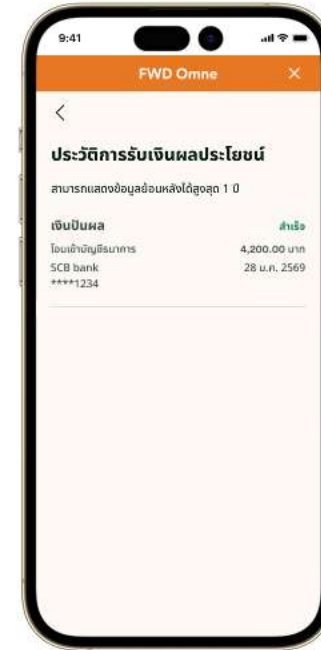 9:41
FWD Omne
ประวัติการรับเงินผลประโยชน์
สามารถแสดงข้อมูลย้อนหลังได้สูงสุด 1 ปี
เงินปันผล สำเร็จ
โอนเข้าบัญชีธนาคาร 4,200.00 บาท
SCB bank 28 ม.ค. 2569
****1234